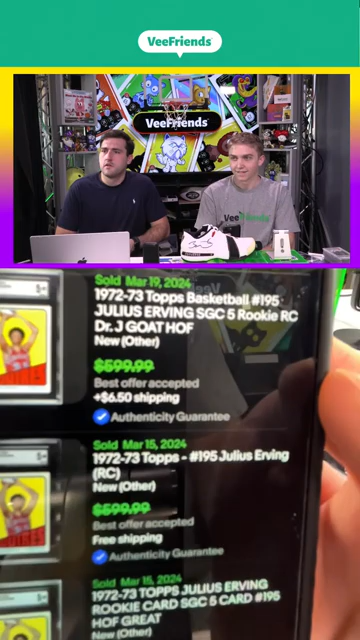 VeeFriends
VeeFriends
VeeFriends
Sold Mar 19, 2024
1972-73 Topps Basketball #195
JULIUS ERVING SGC 5 Rookie RC
Dr. J GOAT HOF
New (Other)
$599.99
Best offer accepted
+$6.50 shipping
Authenticity Guarantee
Sold Mar 15, 2024
1972-73 Topps - #195 Julius Erving
(RC)
New (Other)
$599.99
Best offer accepted
Free shipping
Authenticity Guarantee
Sold Mar 15, 2024
1972-73 TOPPS JULIUS ERVING
ROOKIE CARD SGC 5 CARD #195
HOF GREAT
New (Other)